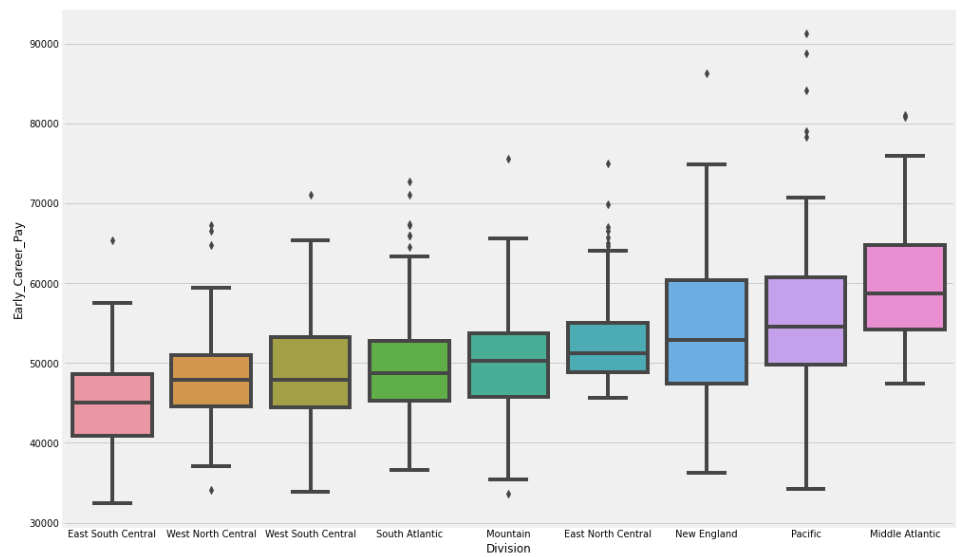 90000
80000
70000
60000
50000
40000
30000
Early_Career_Pay
East South Central West North Central West South Central South Atlantic Mountain East North Central New England Pacific Middle Atlantic
Division